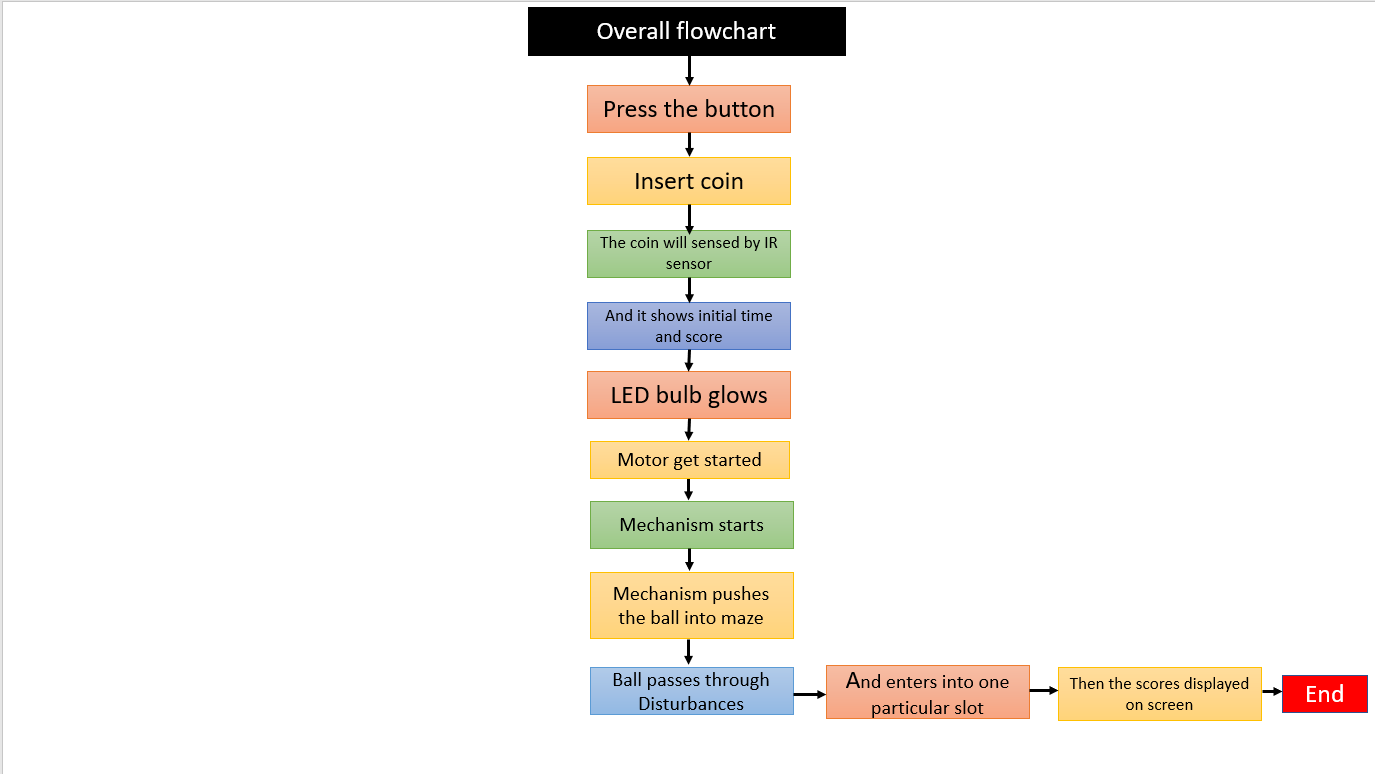 Overall flowchart
Press the button
Insert coin
The coin will sensed by IR
sensor
And it shows initial time
and score
LED bulb glows
Motor get started
Mechanism starts
Mechanism pushes
the ball into maze
Ball passes through
Disturbances
And enters into one
particular slot
Then the scores displayed
on screen
End